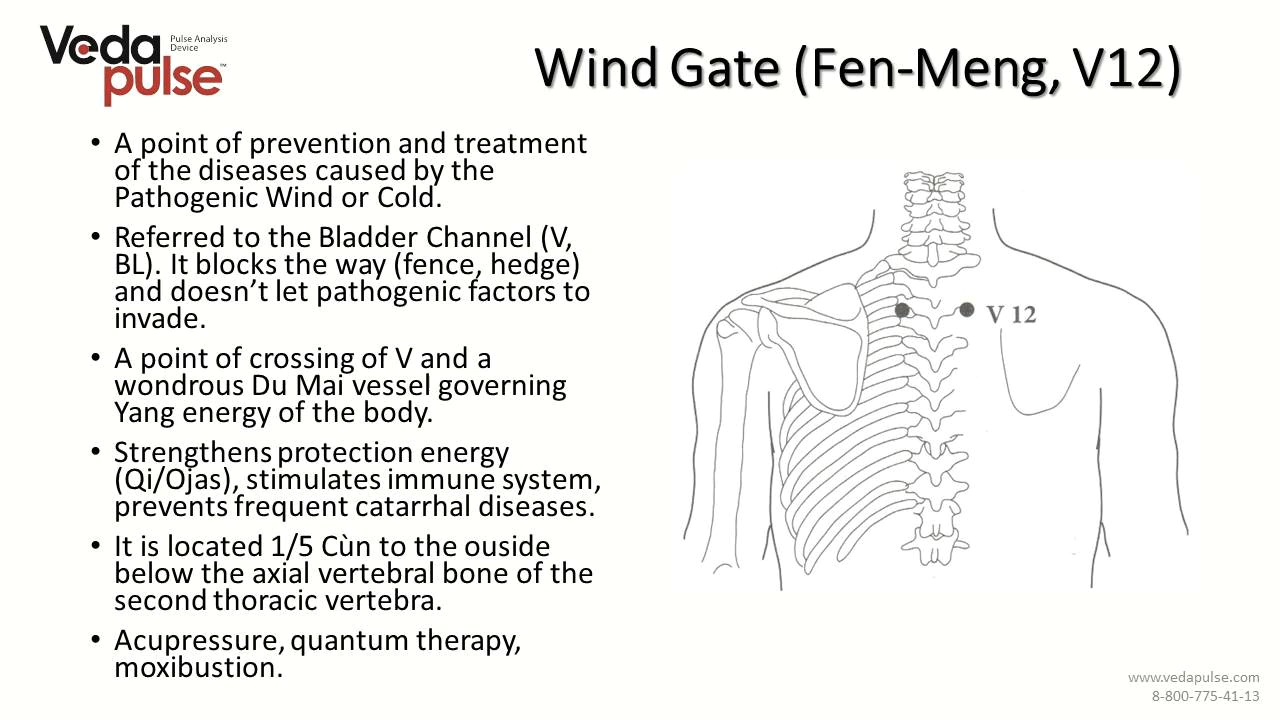 Veda
pulse™
Pulse Analysis
Device
Wind Gate (Fen-Meng, V12)
• A point of prevention and treatment
of the diseases caused by the
Pathogenic Wind or Cold.
• Referred to the Bladder Channel (V,
BL). It blocks the way (fence, hedge)
and doesn’t let pathogenic factors to
invade.
• A point of crossing of V and a
wondrous Du Mai vessel governing
Yang energy of the body.
• Strengthens protection energy
(Qi/Ojas), stimulates immune system,
prevents frequent catarrhal diseases.
• It is located 1/5 Cùn to the ouside
below the axial vertebral bone of the
second thoracic vertebra.
• Acupressure, quantum therapy,
moxibustion.
V 12
www.vedapulse.com
8-800-775-41-13